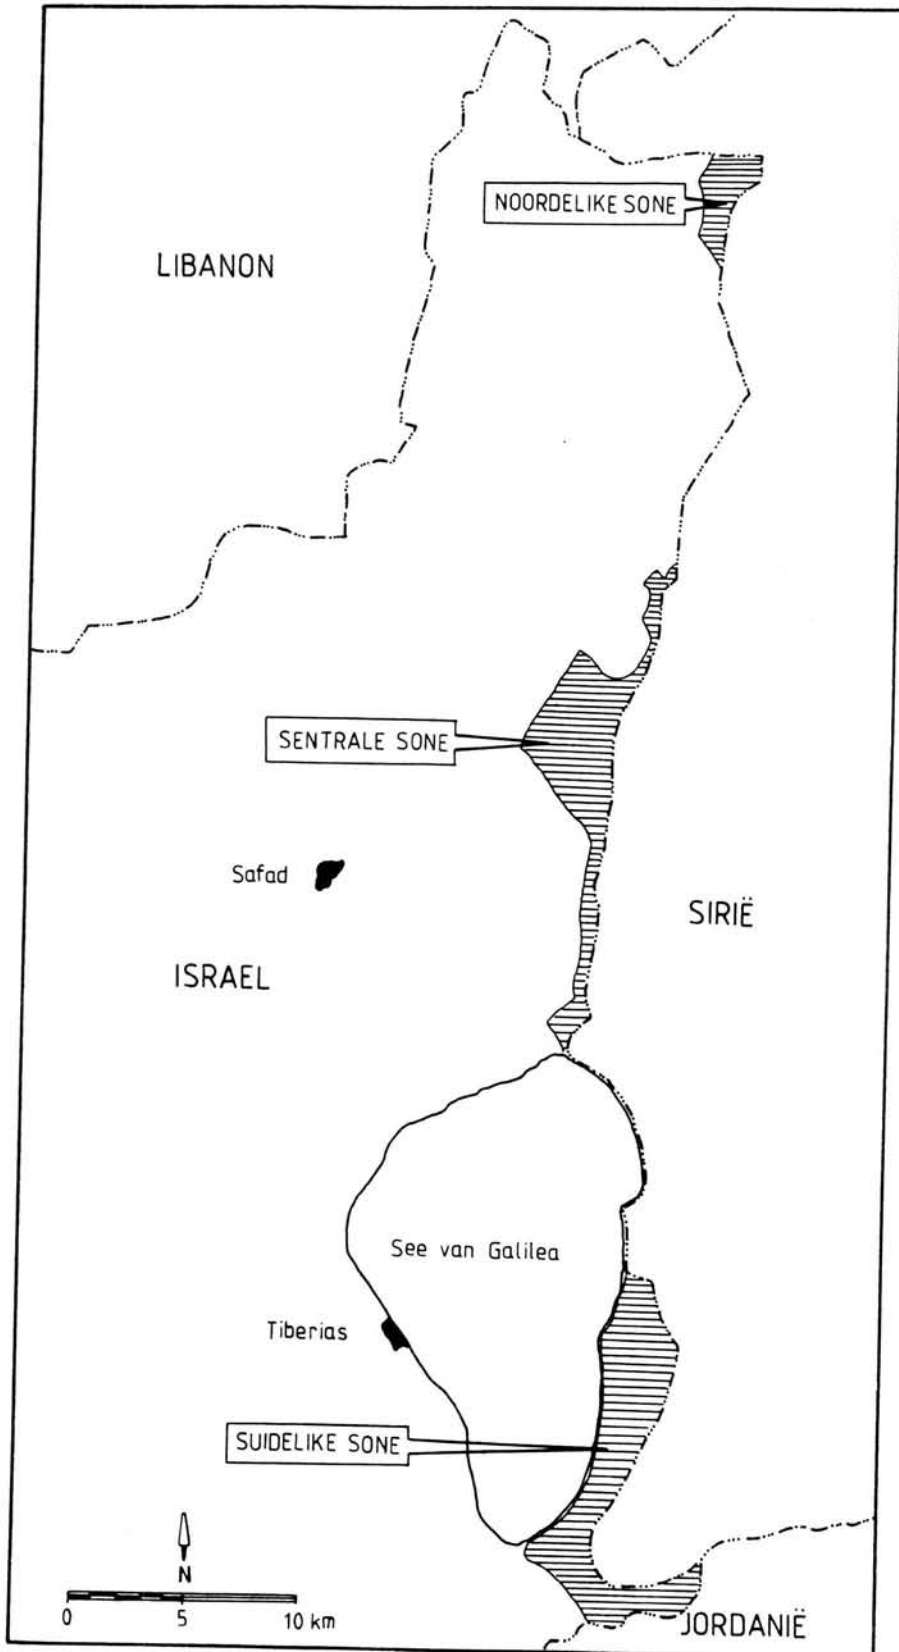 NOORDELIKE SONE
LIBANON
SENTRALE SONE
Safad
SIRIË
ISRAEL
See van Galilea
Tiberias
SUIDELIKE SONE
N
0 5 10 km
JORDANIË